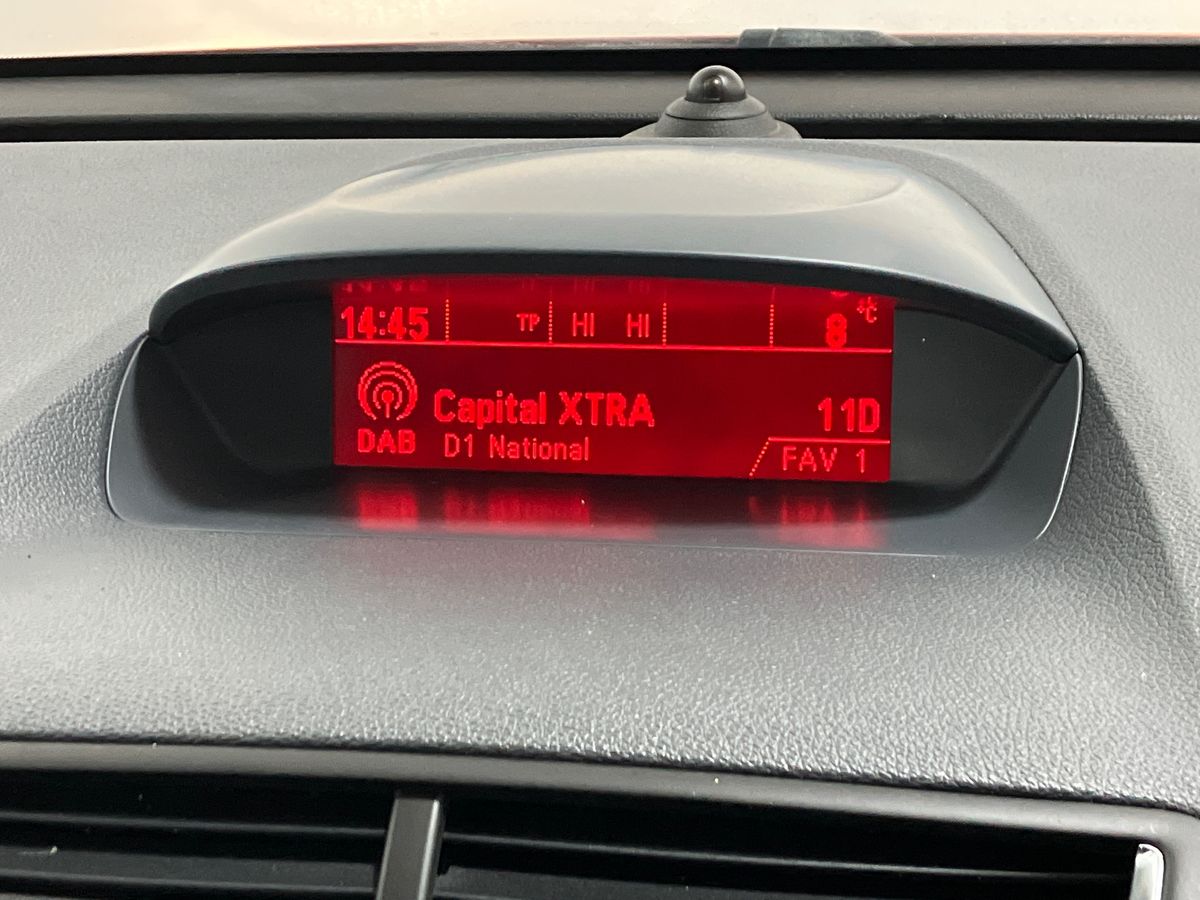 14:45 TP HI HI 8 °C
Capital XTRA 11D
DAB D1 National FAV 1